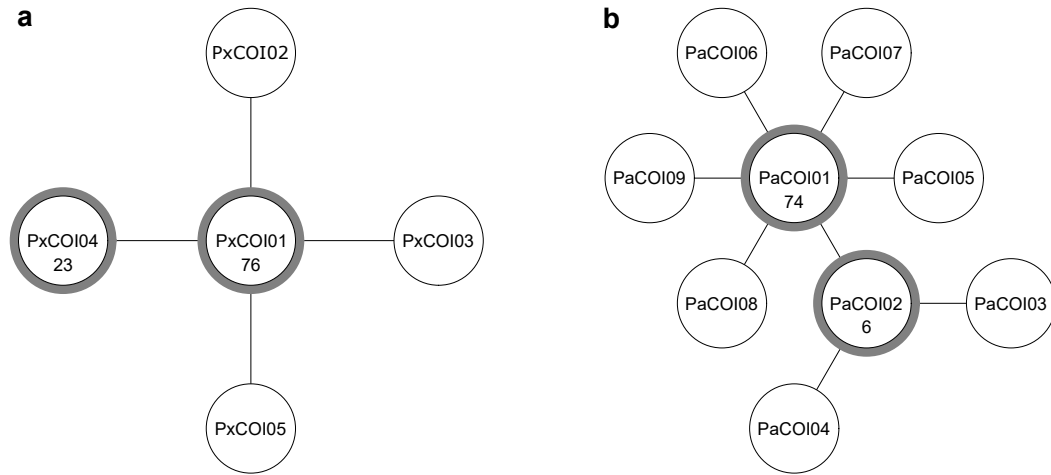 a
PxCOI02
PxCOI04
23
PxCOI01
76
PxCOI03
PxCOI05
b
PaCOI06
PaCOI07
PaCOI09
PaCOI01
74
PaCOI05
PaCOI08
PaCOI02
6
PaCOI03
PaCOI04